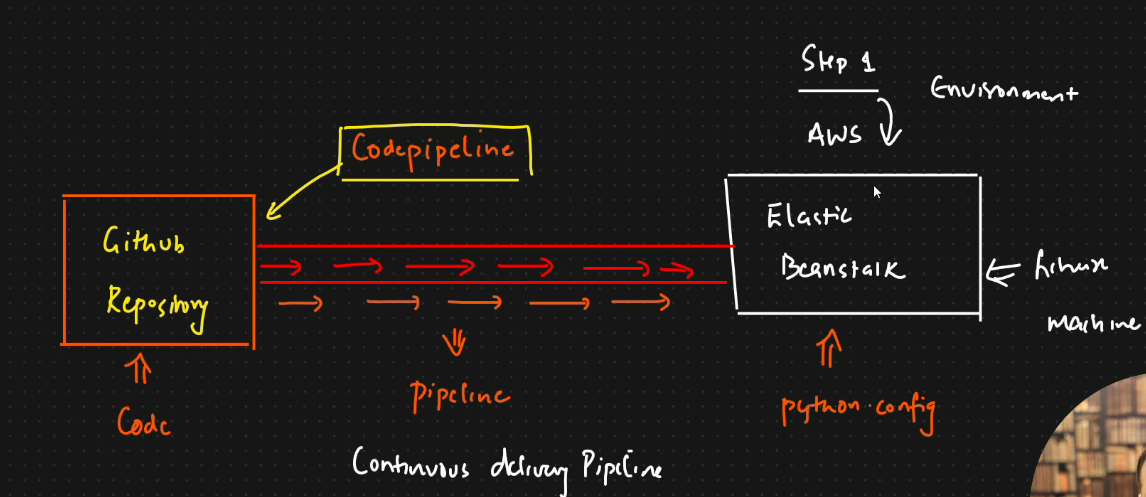 Step 1
Environment
AWS
Codepipeline
Github
Repository
Elastic
Beanstalk
Linux
Machine
Code
Pipeline
python.config
Continuous delivery Pipeline